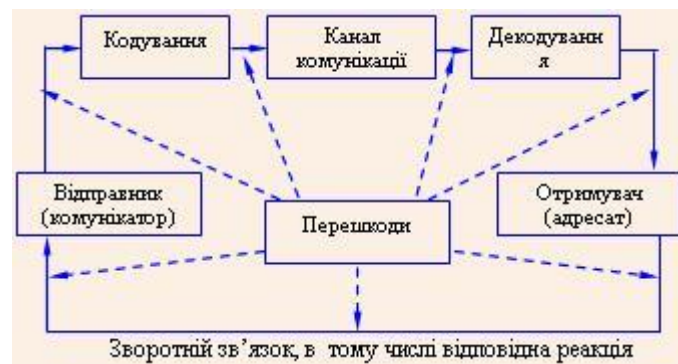 Кодування
Канал
комунікації
Декодуванн
я
Відправник
(комунікатор)
Перешкоди
Отримувач
(адресат)
Зворотній зв’язок, в тому числі відповідна реакція